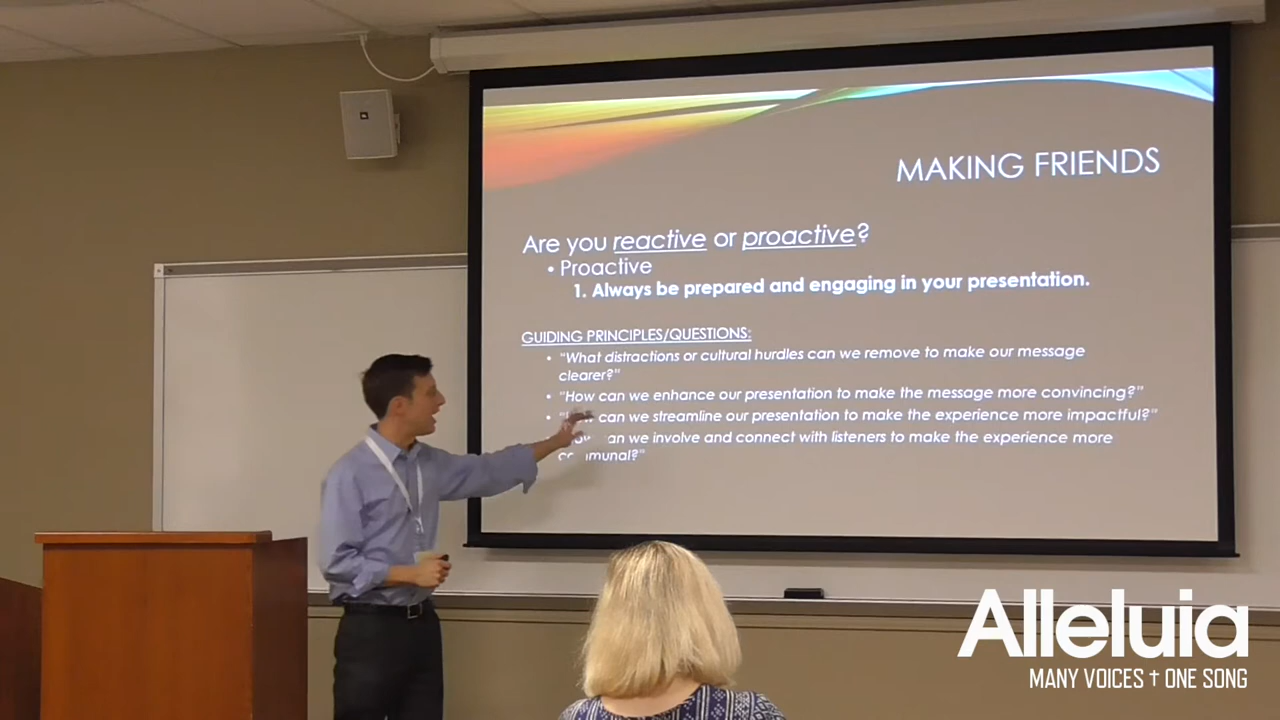 MAKING FRIENDS
Are you reactive or proactive?
• Proactive
1. Always be prepared and engaging in your presentation.
GUIDING PRINCIPLES/QUESTIONS:
• "What distractions or cultural hurdles can we remove to make our message
clearer?"
• "How can we enhance our presentation to make the message more convincing?"
• can we streamline our presentation to make the experience more impactful?"
• we involve and connect with listeners to make the experience more
communal?"
Alleluia
MANY VOICES † ONE SONG